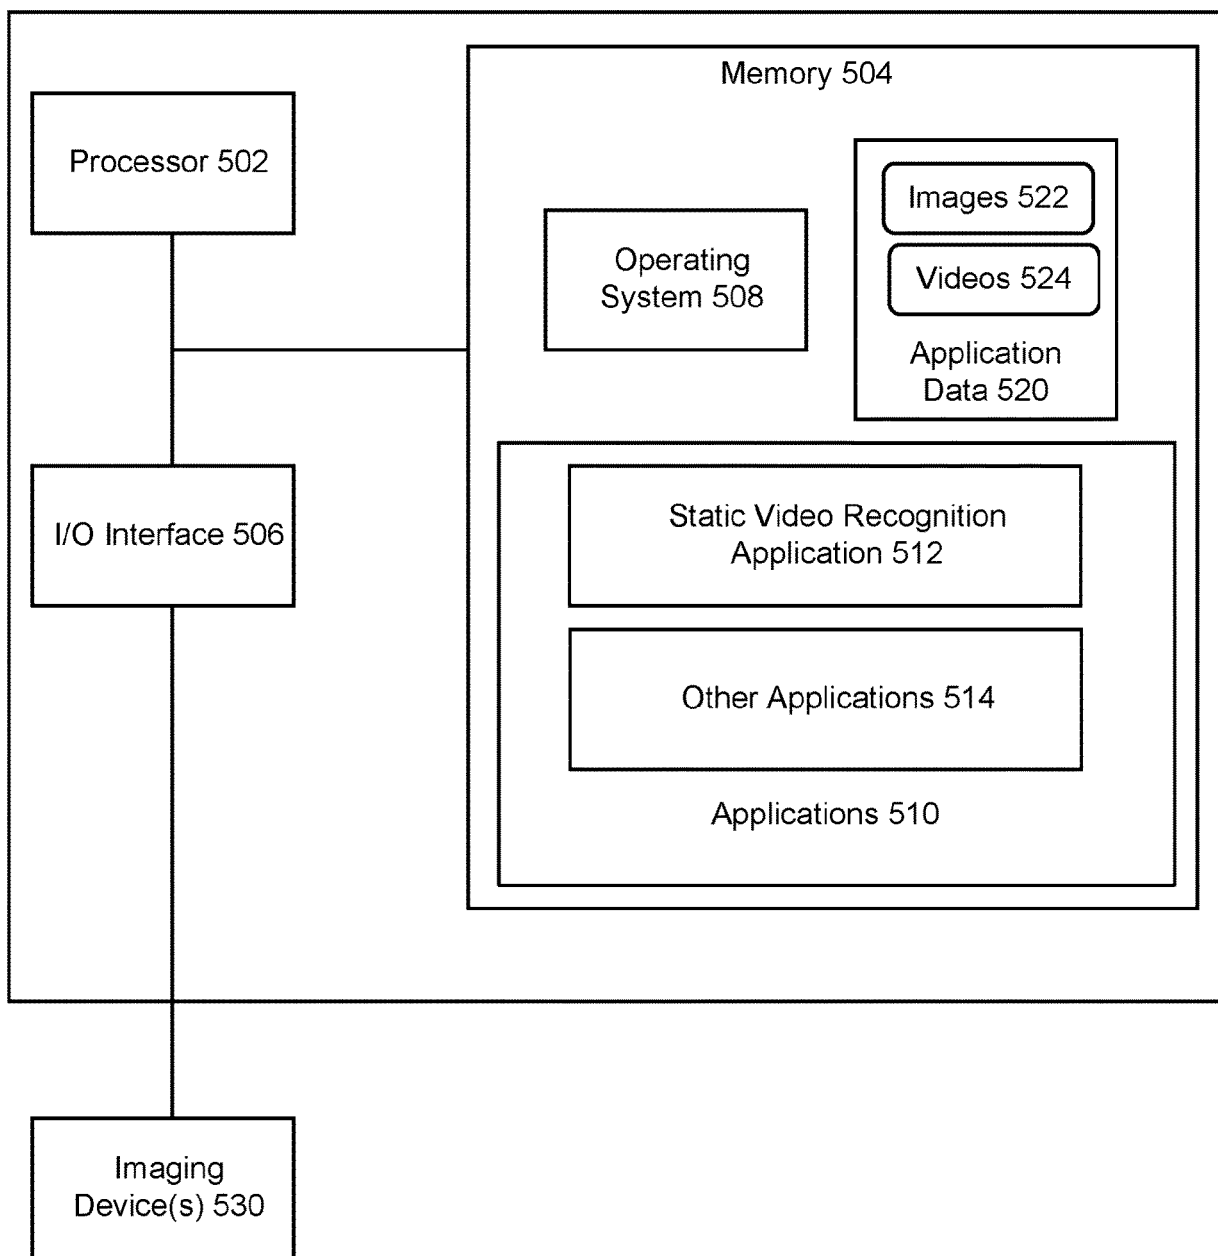 Memory 504
Processor 502
Images 522
Videos 524
Application
Data 520
Operating
System 508
I/O Interface 506
Static Video Recognition
Application 512
Other Applications 514
Applications 510
Imaging
Device(s) 530